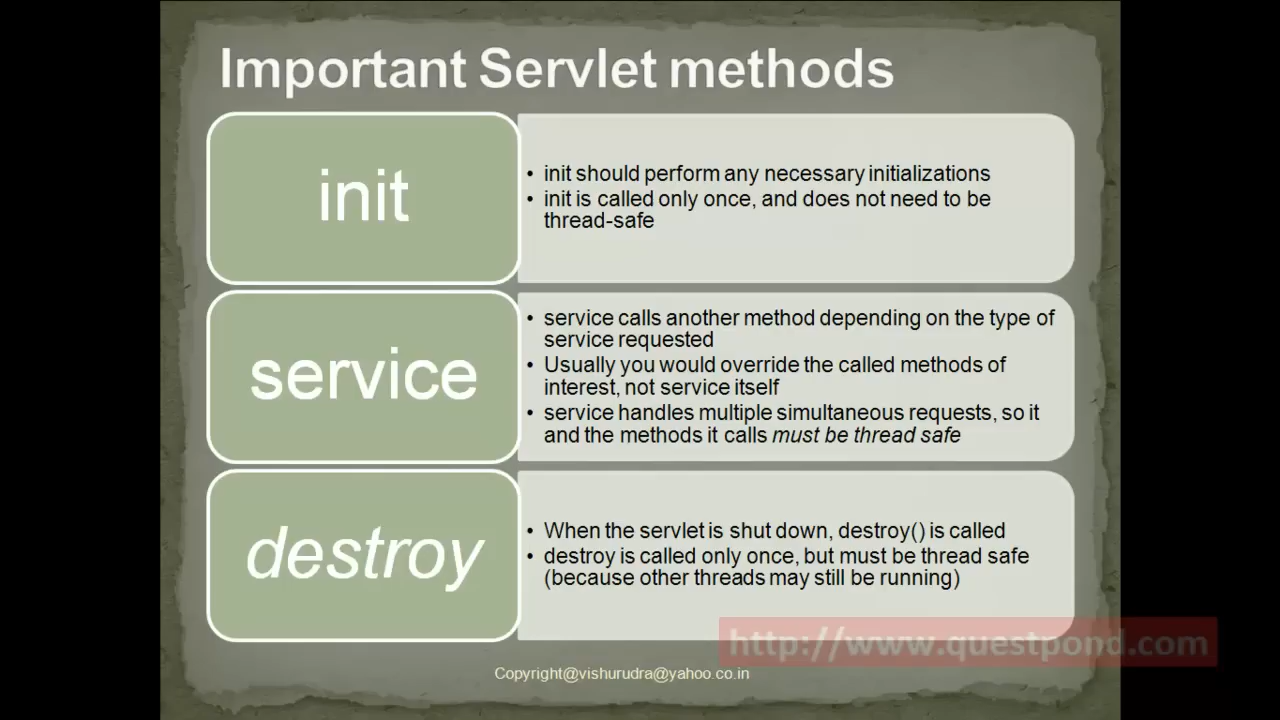 Important Servlet methods
init
• init should perform any necessary initializations
• init is called only once, and does not need to be
thread-safe
service
• service calls another method depending on the type of
service requested
• Usually you would override the called methods of
interest, not service itself
• service handles multiple simultaneous requests, so it
and the methods it calls must be thread safe
destroy
• When the servlet is shut down, destroy() is called
• destroy is called only once, but must be thread safe
(because other threads may still be running)
http://www.questpond.com
Copyright@vishurudra@yahoo.co.in